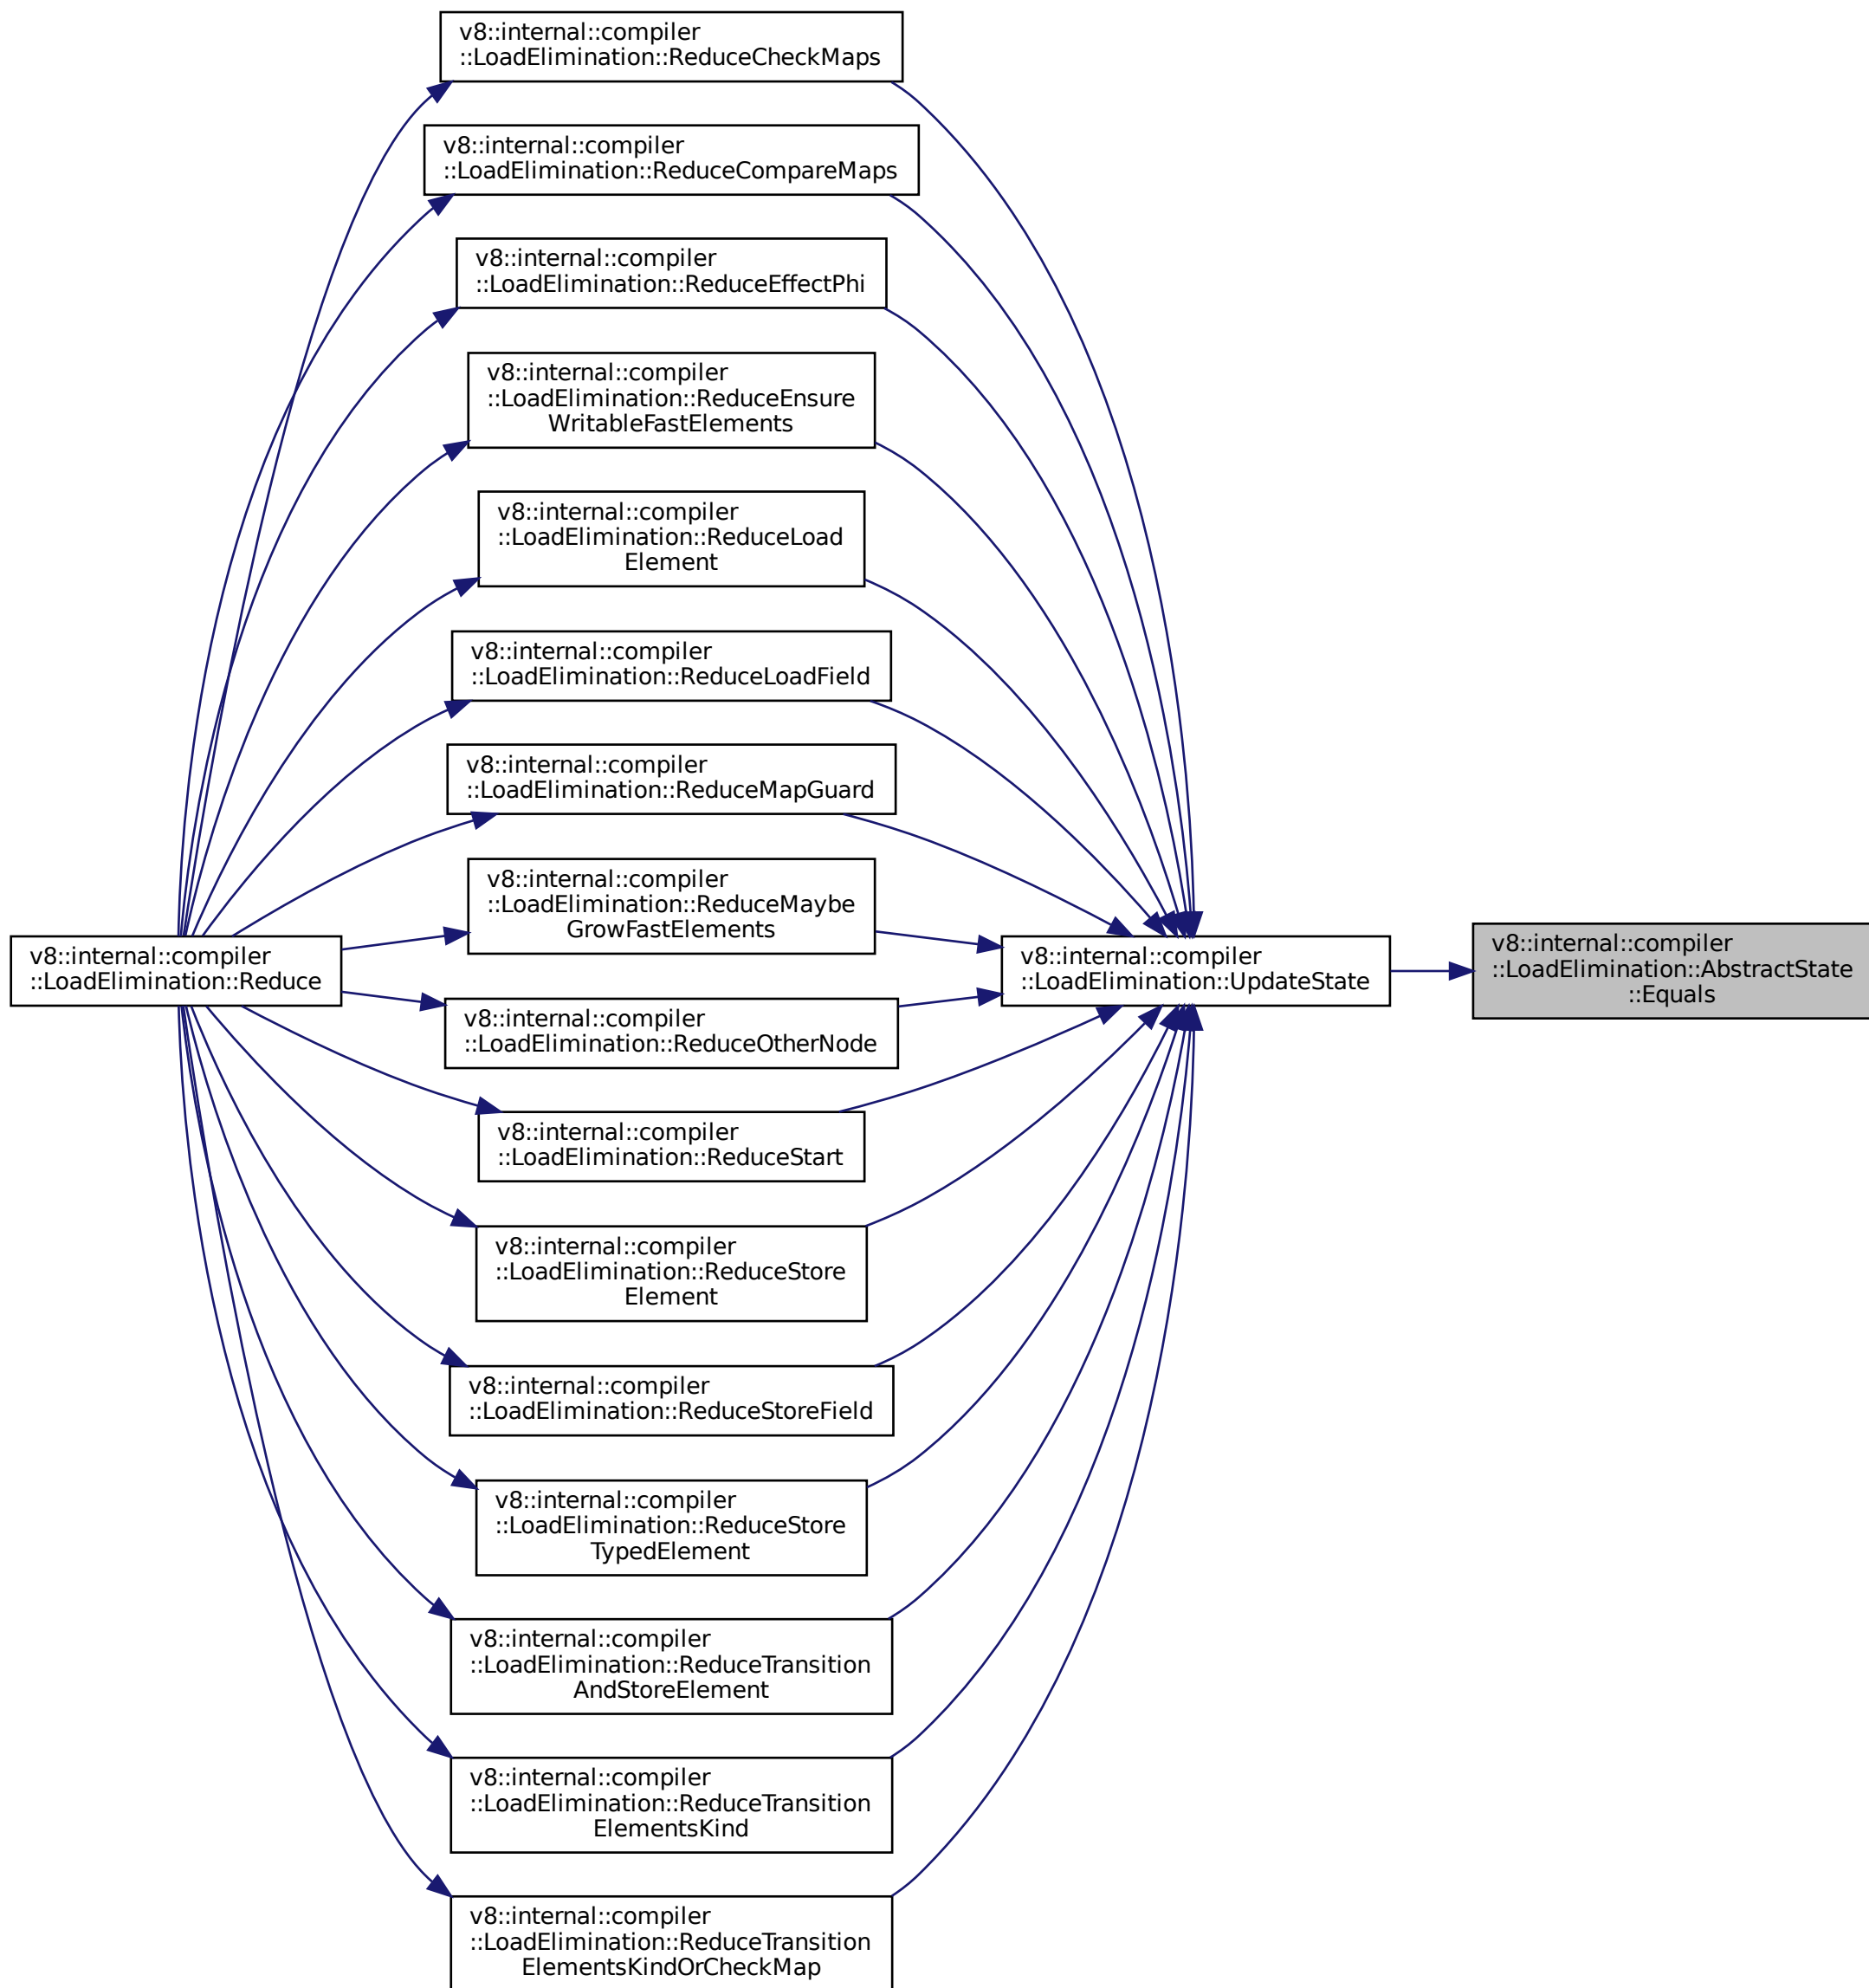 v8::internal::compiler
::LoadElimination::ReduceCheckMaps
v8::internal::compiler
::LoadElimination::ReduceCompareMaps
v8::internal::compiler
::LoadElimination::ReduceEffectPhi
v8::internal::compiler
::LoadElimination::ReduceEnsure
WritableFastElements
v8::internal::compiler
::LoadElimination::ReduceLoad
Element
v8::internal::compiler
::LoadElimination::ReduceLoadField
v8::internal::compiler
::LoadElimination::ReduceMapGuard
v8::internal::compiler
::LoadElimination::ReduceMaybe
GrowFastElements
v8::internal::compiler
::LoadElimination::Reduce
v8::internal::compiler
::LoadElimination::UpdateState
v8::internal::compiler
::LoadElimination::AbstractState
::Equals
v8::internal::compiler
::LoadElimination::ReduceOtherNode
v8::internal::compiler
::LoadElimination::ReduceStart
v8::internal::compiler
::LoadElimination::ReduceStore
Element
v8::internal::compiler
::LoadElimination::ReduceStoreField
v8::internal::compiler
::LoadElimination::ReduceStore
TypedElement
v8::internal::compiler
::LoadElimination::ReduceTransition
AndStoreElement
v8::internal::compiler
::LoadElimination::ReduceTransition
ElementsKind
v8::internal::compiler
::LoadElimination::ReduceTransition
ElementsKindOrCheckMap